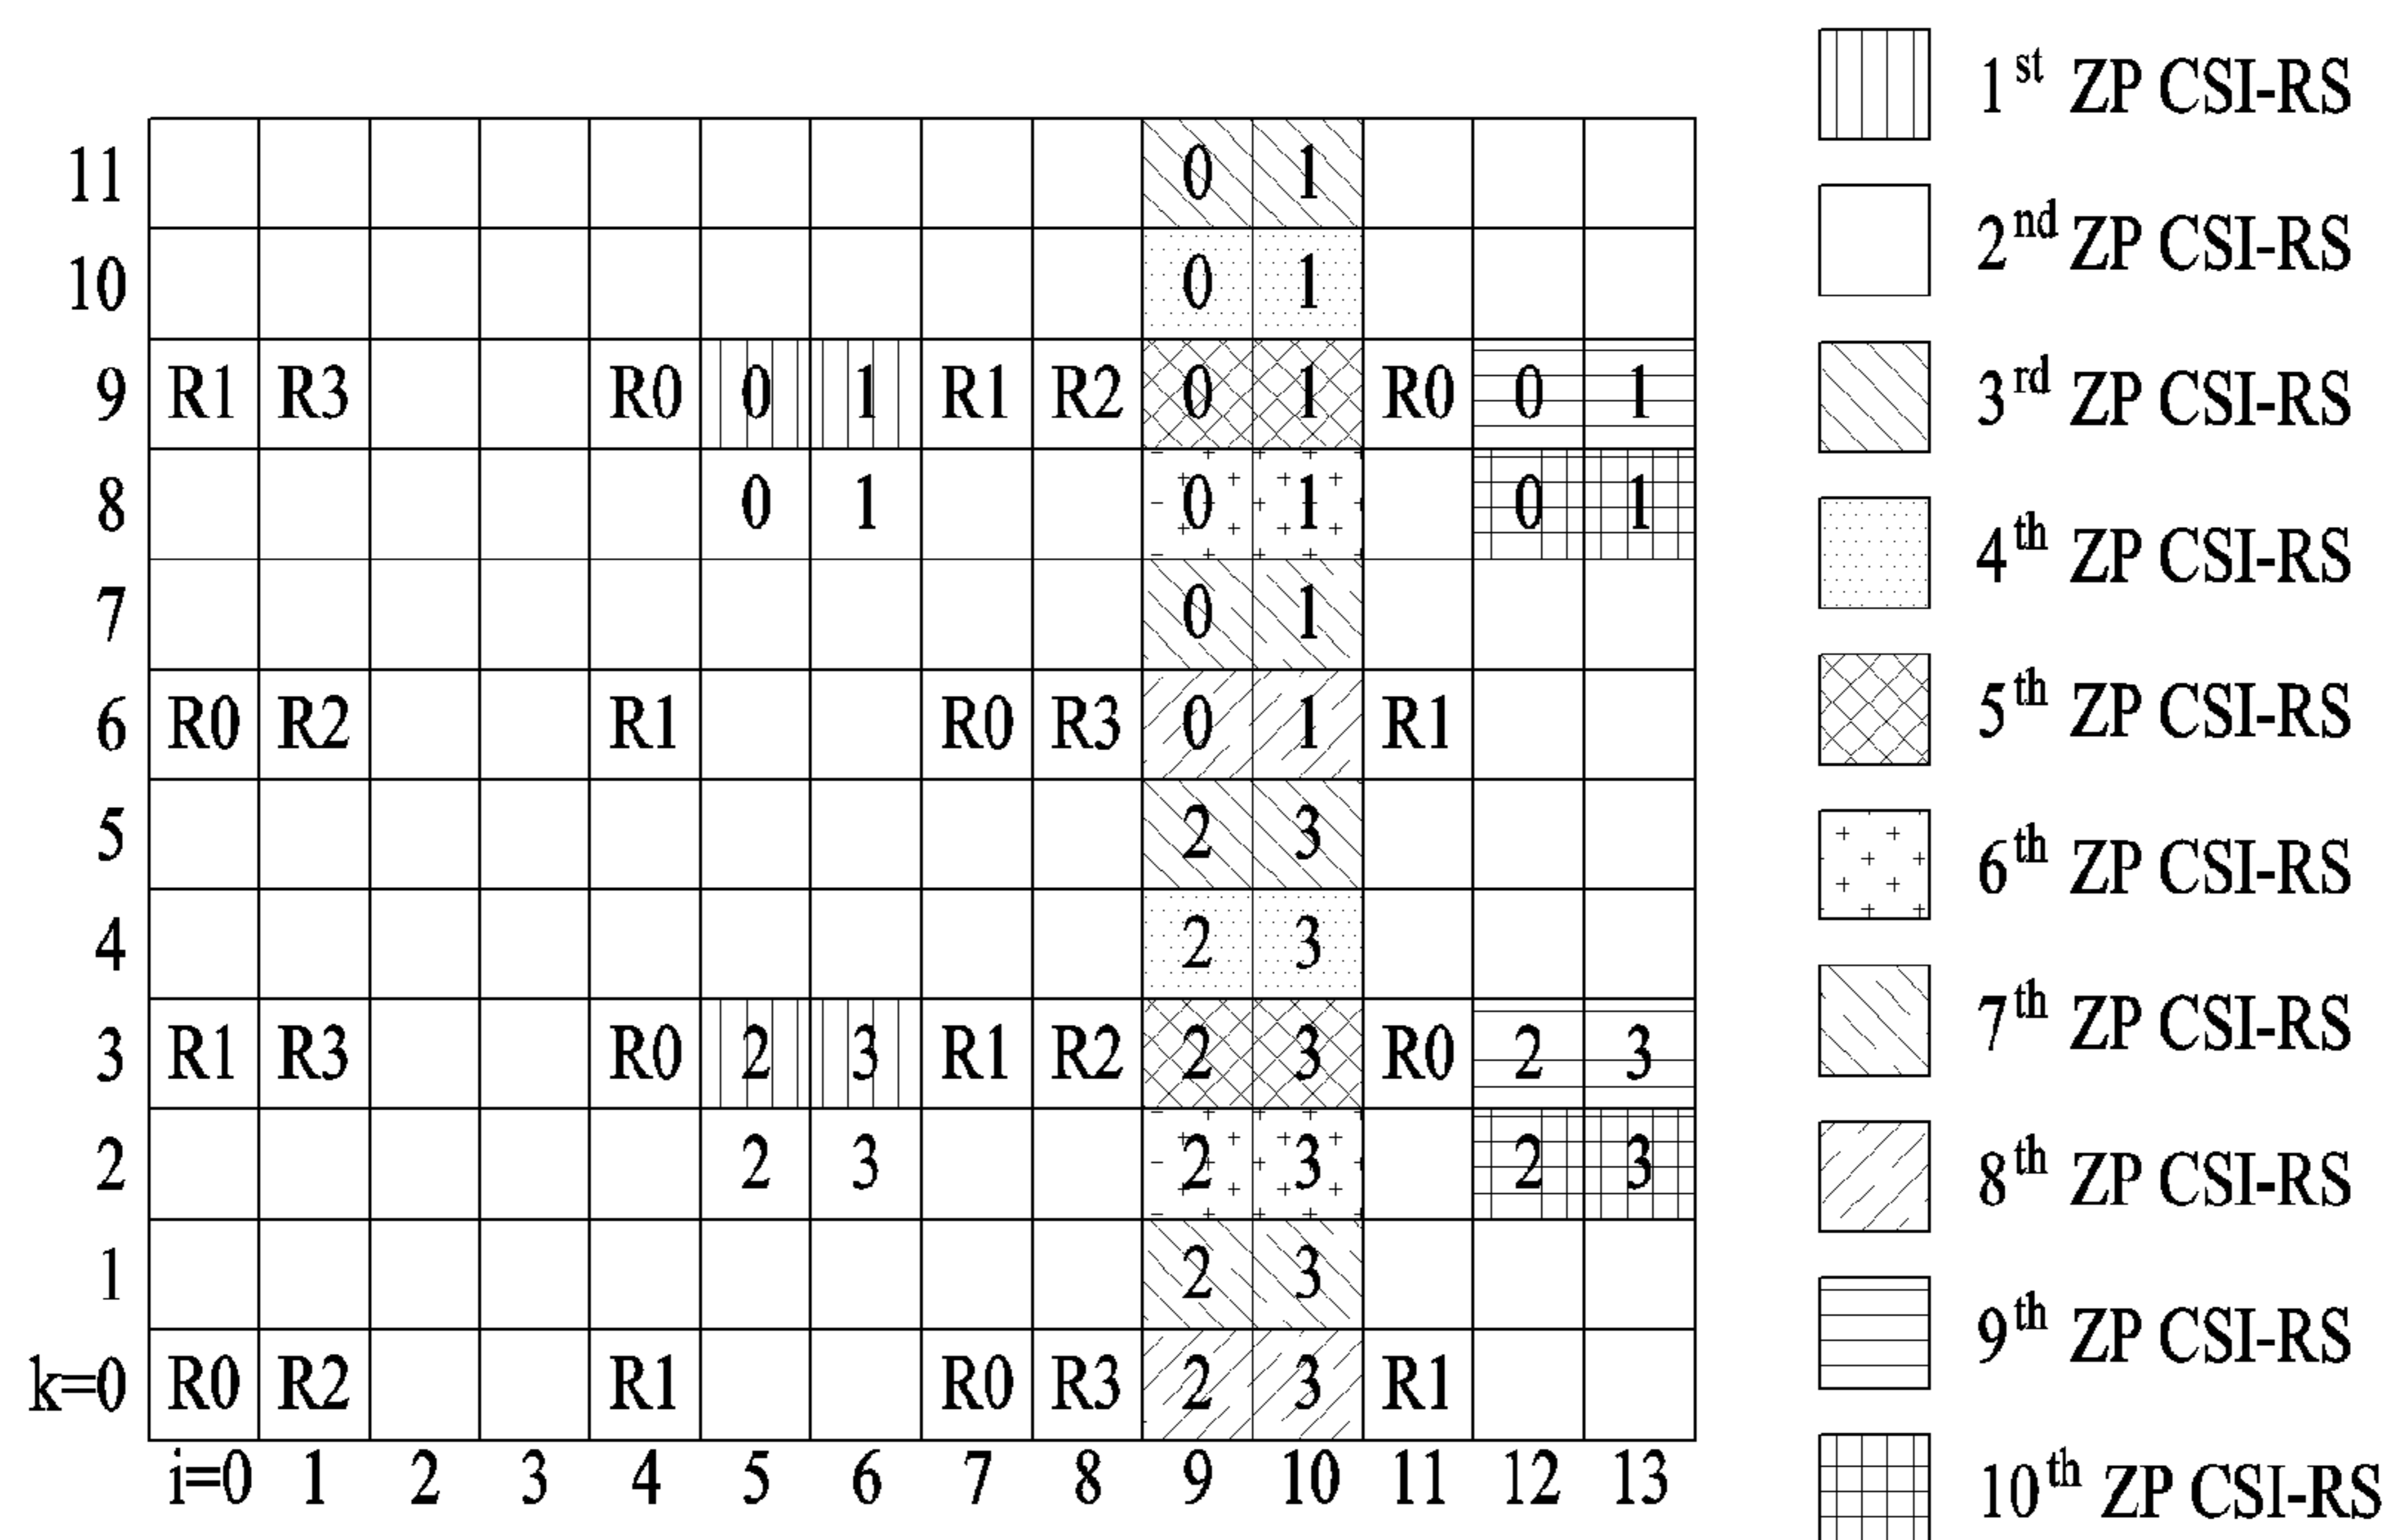 1st ZP CSI-RS
11 0 1
2nd ZP CSI-RS
10 0 1
9 R1 R3 R0 0 1 R1 R2 0 1 R0 0 1
3rd ZP CSI-RS
8 0 1 0 1 0 1
4th ZP CSI-RS
7 0 1
6 R0 R2 R1 R0 R3 0 1 R1
5th ZP CSI-RS
5 2 3
6th ZP CSI-RS
4 2 3
3 R1 R3 R0 2 3 R1 R2 2 3 R0 2 3
7th ZP CSI-RS
2 2 3 2 3 2 3
8th ZP CSI-RS
1 2 3
9th ZP CSI-RS
k=0 R0 R2 R1 R0 R3 2 3 R1
i=0 1 2 3 4 5 6 7 8 9 10 11 12 13
10th ZP CSI-RS